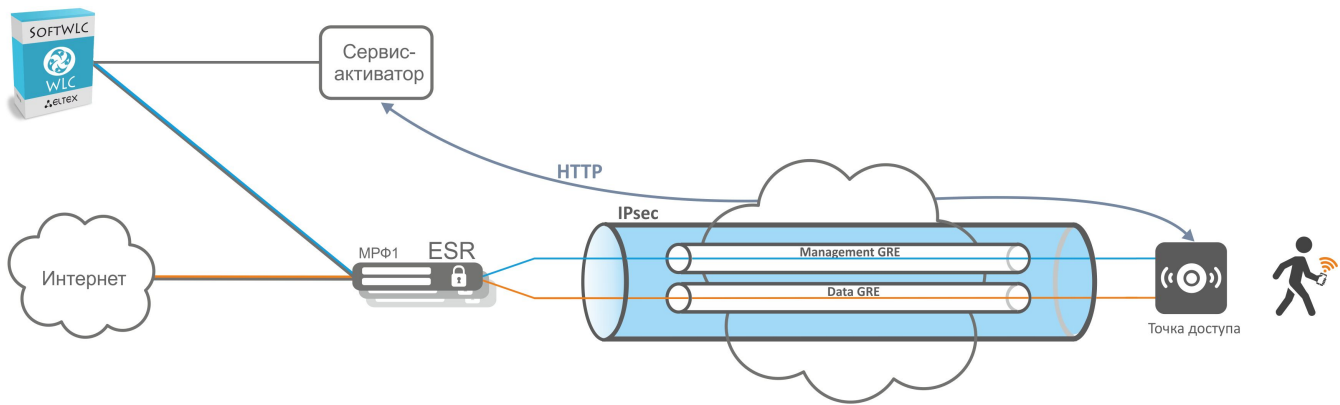 SOFTWLC
WLC
ELTEX
Сервис-
активатор
HTTP
IPsec
Интернет
МРФ1
ESR
Management GRE
Data GRE
Точка доступа